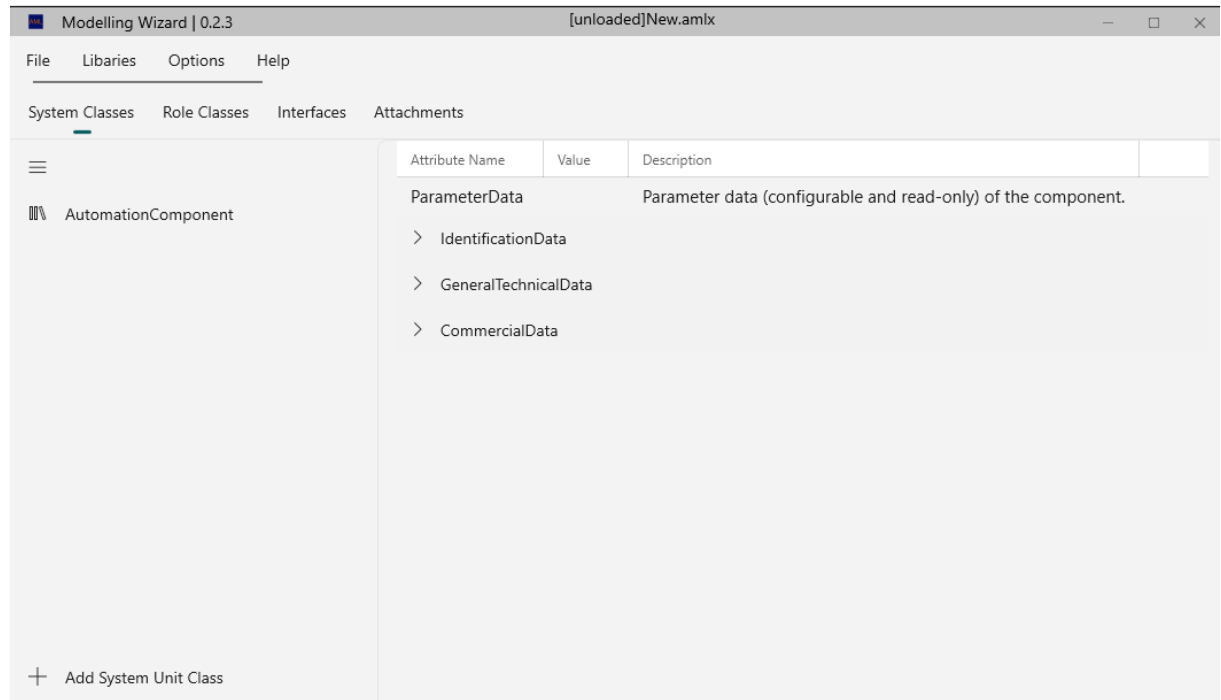 Modelling Wizard | 0.2.3 [unloaded]New.amlx
File Libaries Options Help
System Classes Role Classes Interfaces Attachments
Attribute Name Value Description
AutomationComponent
ParameterData Parameter data (configurable and read-only) of the component.
IdentificationData
GeneralTechnicalData
CommercialData
Add System Unit Class